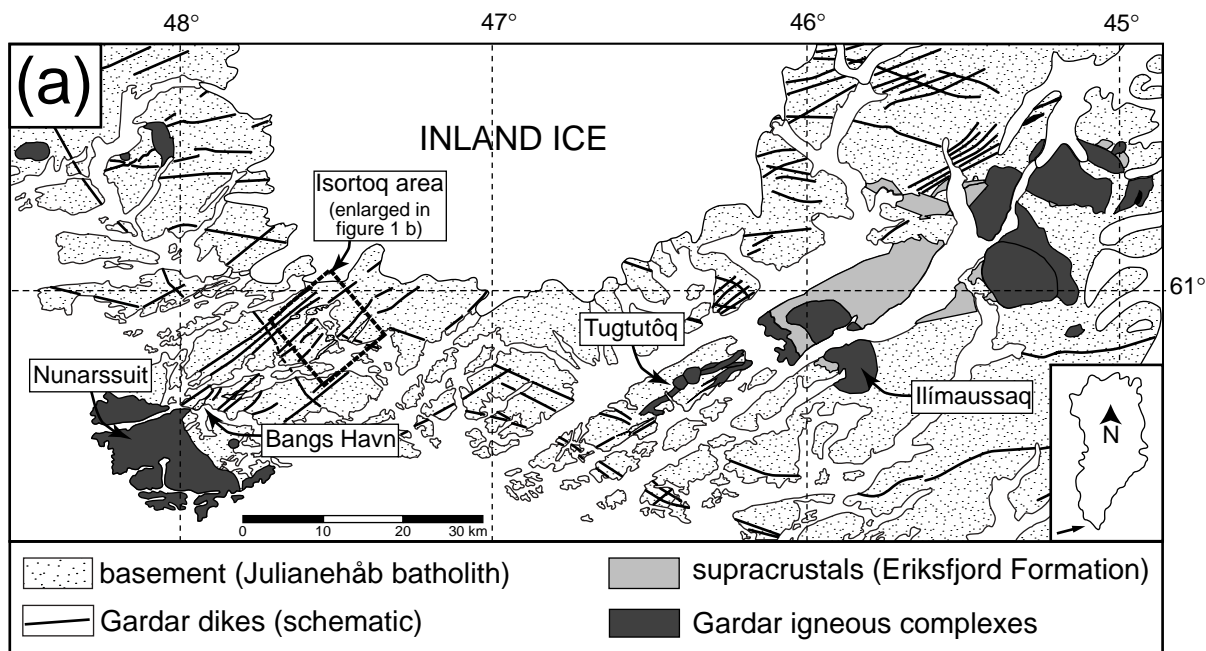 48°
47°
46°
45°
(a)
INLAND ICE
Isortoq area
(enlarged in
figure 1 b)
61°
Tugtutôq
Nunarssuit
Ilímaussaq
Bangs Havn
N
0 10 20 30 km
basement (Julianehåb batholith)
supracrustals (Eriksfjord Formation)
Gardar dikes (schematic)
Gardar igneous complexes